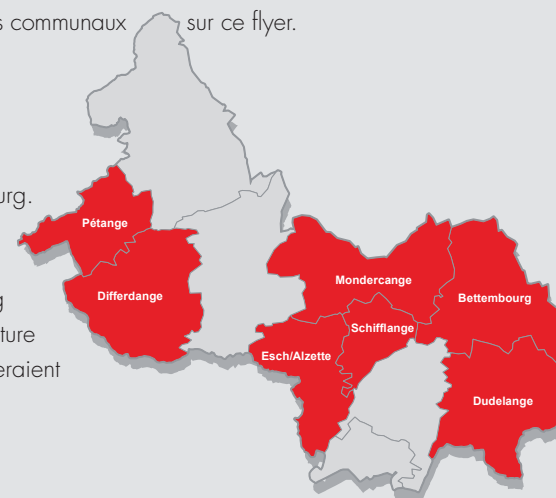 s communaux sur ce flyer.
urg.
g
ture
eraient
Pétange
Differdange
Mondercange
Bettembourg
Schifflange
Esch/Alzette
Dudelange